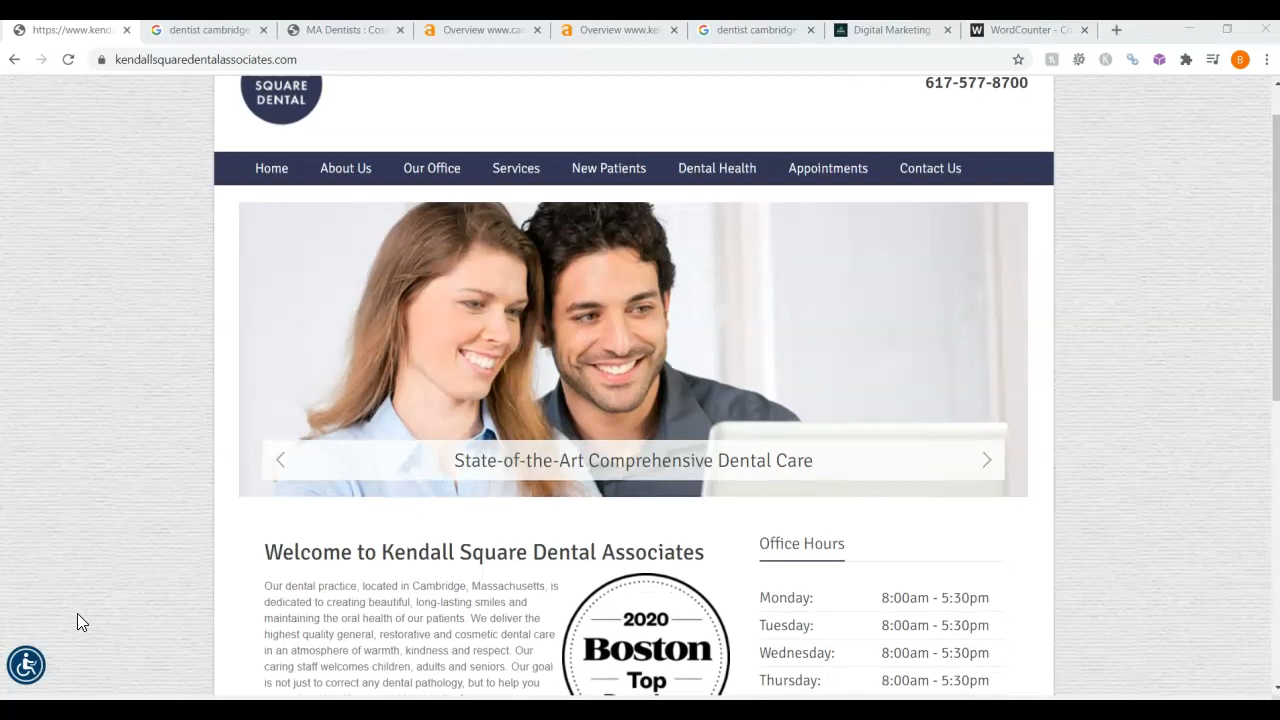 https://www.kend
dentist cambridge
MA Dentists : Cos
Overview www.ca
Overview www.ke
dentist cambridge
Digital Marketing
WordCounter - Co
kendallsquaredentalassociates.com
B
SQUARE
DENTAL
617-577-8700
Home About Us Our Office Services New Patients Dental Health Appointments Contact Us
State-of-the-Art Comprehensive Dental Care
Welcome to Kendall Square Dental Associates
Our dental practice, located in Cambridge, Massachusetts, is
dedicated to creating beautiful, long-lasting smiles and
maintaining the oral health of our patients. We deliver the
highest quality general, restorative and cosmetic dental care
in an atmosphere of warmth, kindness and respect. Our
caring staff welcomes children, adults and seniors. Our goal
is not just to correct any dental pathology, but to help you
2020
Boston
Top
Office Hours
Monday: 8:00am - 5:30pm
Tuesday: 8:00am - 5:30pm
Wednesday: 8:00am - 5:30pm
Thursday: 8:00am - 5:30pm